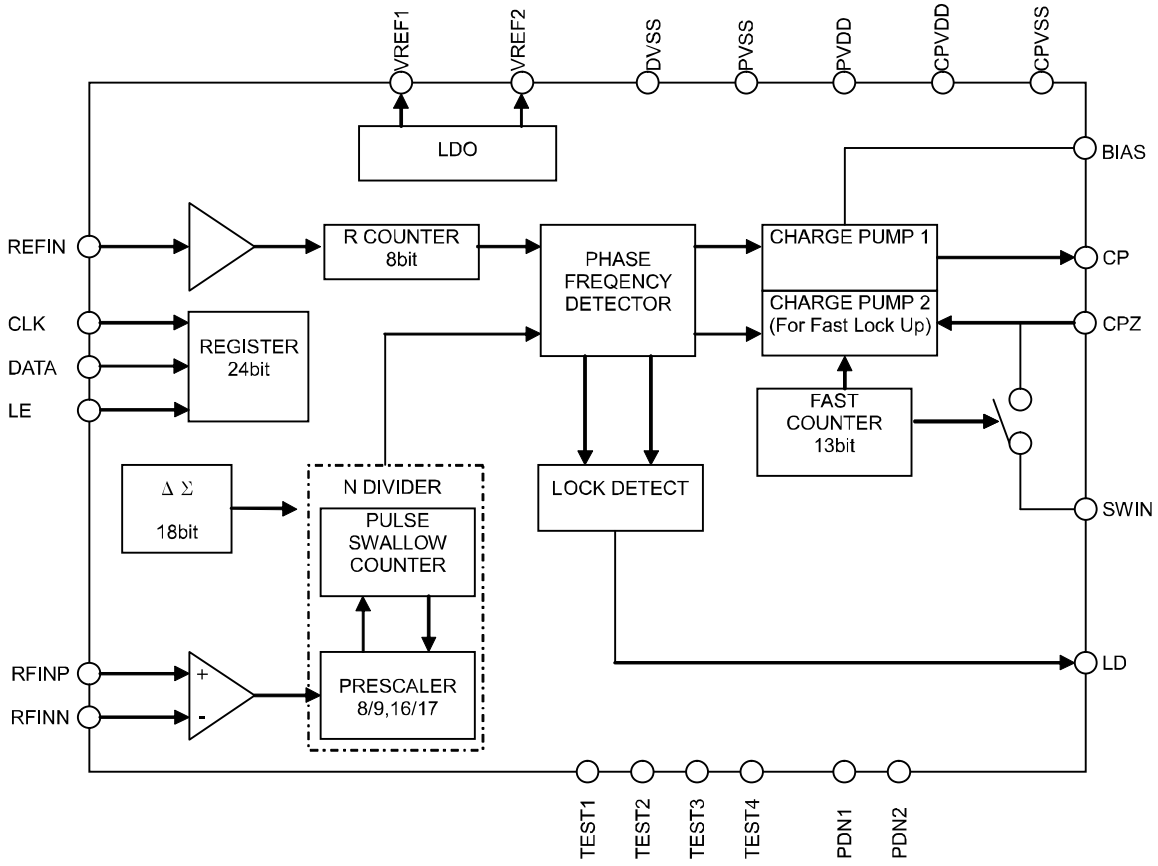 VREF1
VREF2
DVSS
PVSS
PVDD
CPVDD
CPVSS
LDO
BIAS
REFIN
R COUNTER
8bit
PHASE
FREQENCY
DETECTOR
CHARGE PUMP 1
CP
CHARGE PUMP 2
(For Fast Lock Up)
CPZ
CLK
DATA
LE
REGISTER
24bit
FAST
COUNTER
13bit
Δ Σ
18bit
N DIVIDER
PULSE
SWALLOW
COUNTER
LOCK DETECT
SWIN
RFINP
RFINN
+
-
PRESCALER
8/9,16/17
LD
TEST1
TEST2
TEST3
TEST4
PDN1
PDN2